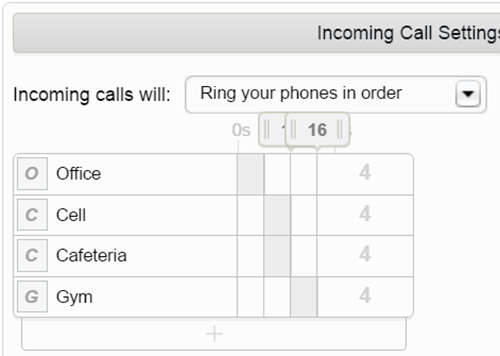 Incoming Call Settings
Incoming calls will: Ring your phones in order
0s 16
O Office 4
C Cell 4
C Cafeteria 4
G Gym 4
+